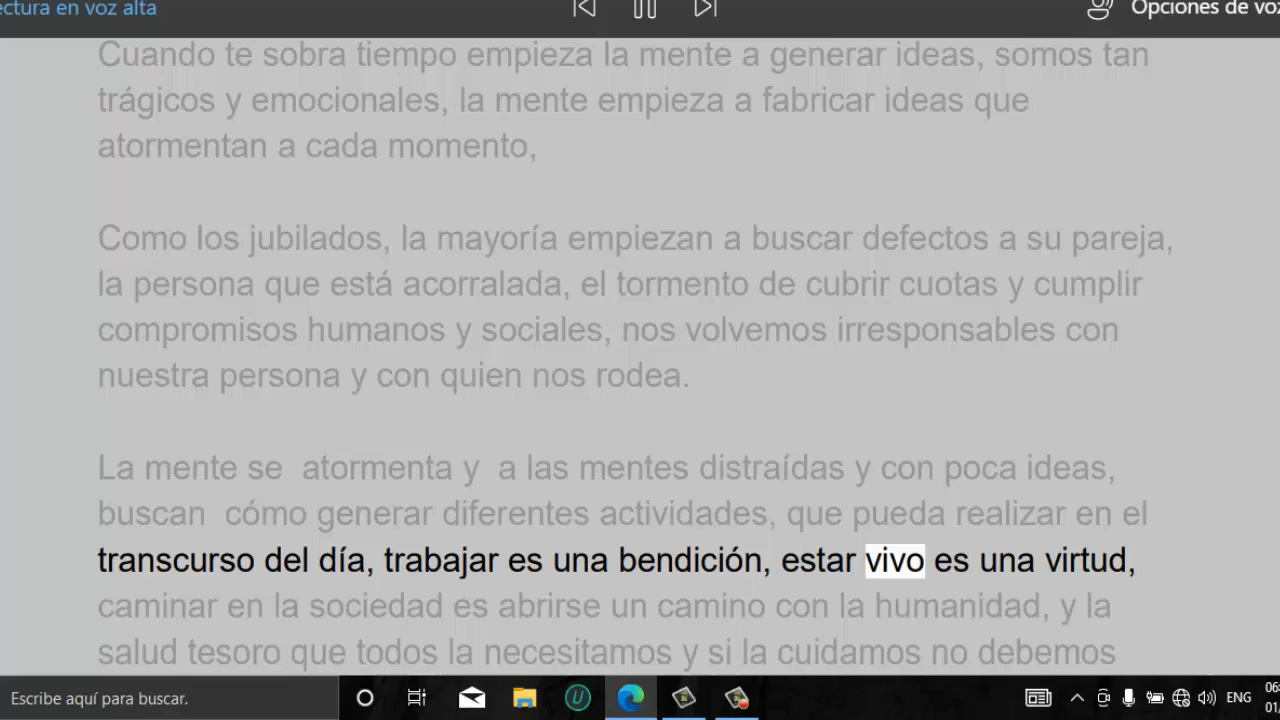 ectura en voz alta
Opciones de voz
Cuando te sobra tiempo empieza la mente a generar ideas, somos tan
trágicos y emocionales, la mente empieza a fabricar ideas que
atormentan a cada momento,
Como los jubilados, la mayoría empiezan a buscar defectos a su pareja,
la persona que está acorralada, el tormento de cubrir cuotas y cumplir
compromisos humanos y sociales, nos volvemos irresponsables con
nuestra persona y con quien nos rodea.
La mente se  atormenta y  a las mentes distraídas y con poca ideas,
buscan  cómo generar diferentes actividades, que pueda realizar en el
transcurso del día, trabajar es una bendición, estar vivo es una virtud,
caminar en la sociedad es abrirse un camino con la humanidad, y la
salud tesoro que todos la necesitamos y si la cuidamos no debemos
Escribe aquí para buscar.
ENG
06:
01/